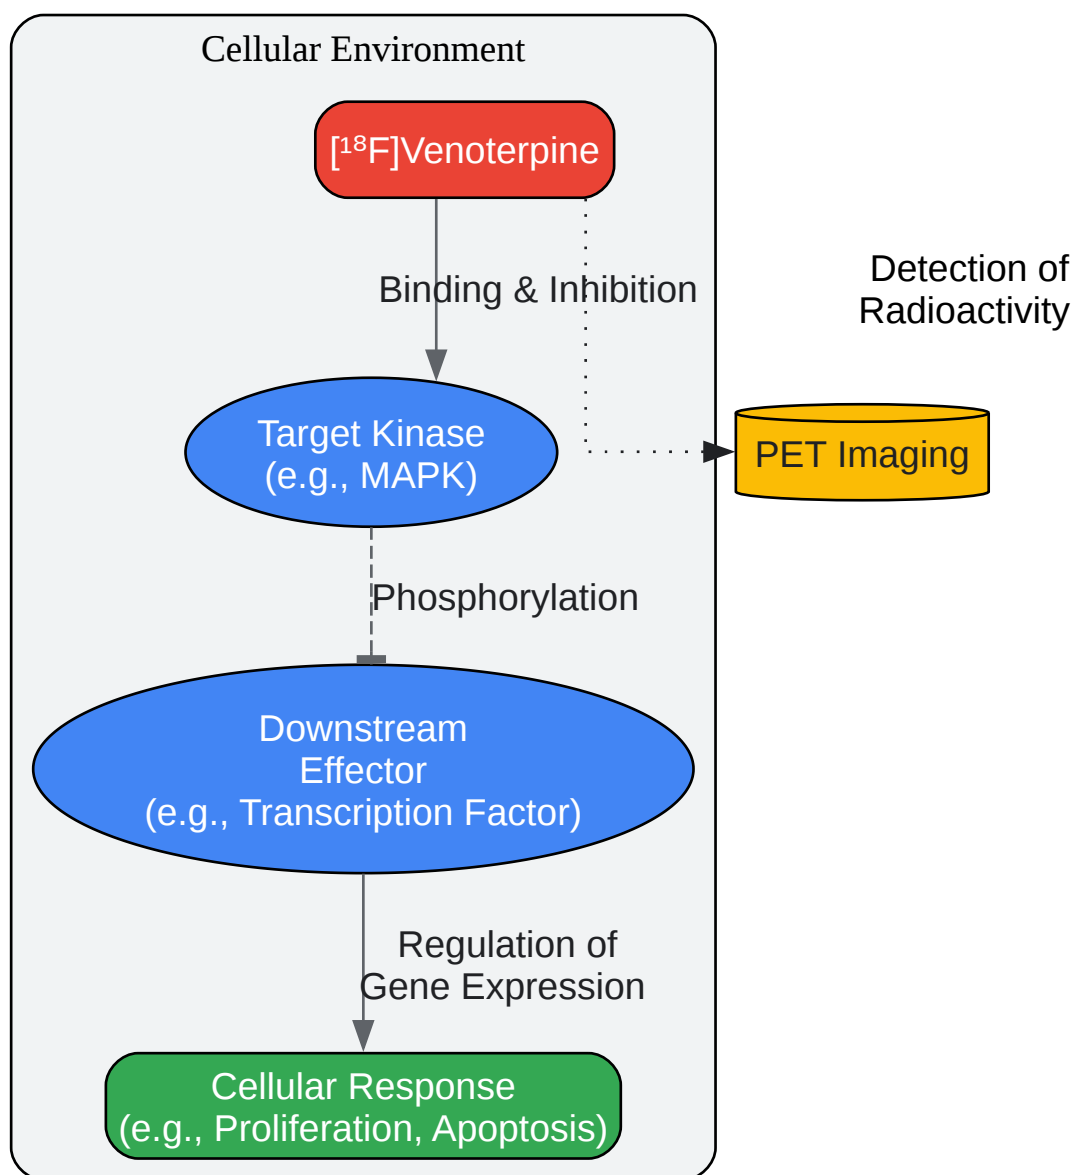 Cellular Environment
[¹⁸F]Venoterpine
Binding & Inhibition
Detection of
Radioactivity
Target Kinase
(e.g., MAPK)
PET Imaging
Phosphorylation
Downstream
Effector
(e.g., Transcription Factor)
Regulation of
Gene Expression
Cellular Response
(e.g., Proliferation, Apoptosis)